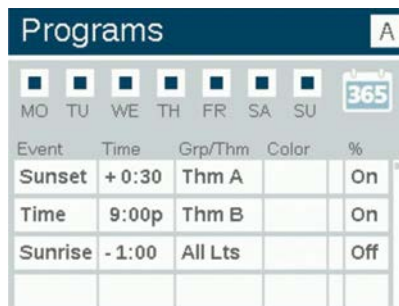 Programs A
MO TU WE TH FR SA SU 365
Event Time Grp/Thm Color %
Sunset + 0:30 Thm A On
Time 9:00p Thm B On
Sunrise - 1:00 All Lts Off